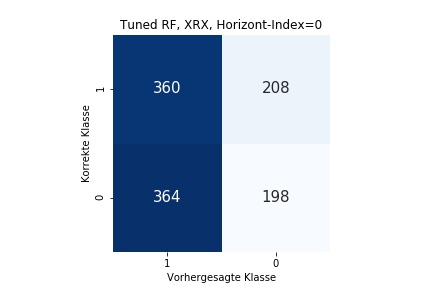 Tuned RF, XRX, Horizont-Index=0
Korrekte Klasse
1
360
208
0
364
198
1
0
Vorhergesagte Klasse